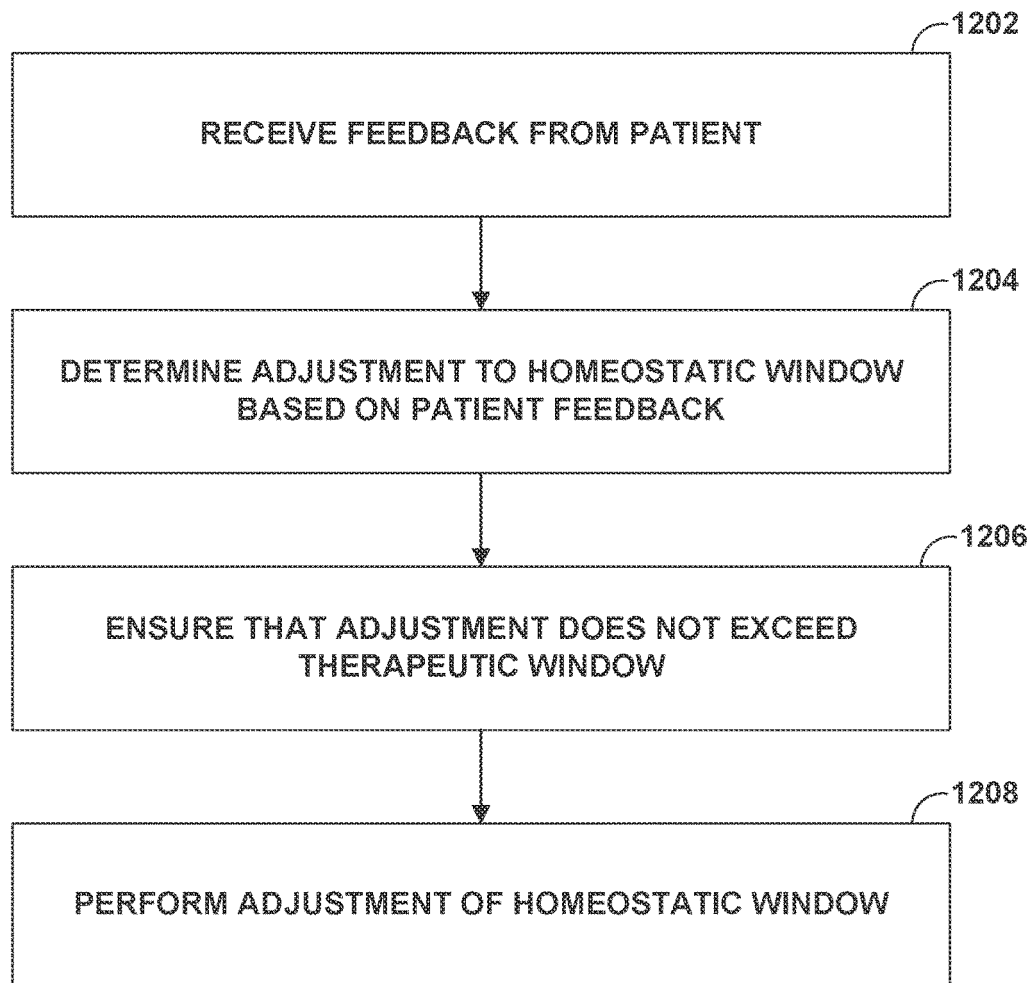 1202
RECEIVE FEEDBACK FROM PATIENT
1204
DETERMINE ADJUSTMENT TO HOMEOSTATIC WINDOW
BASED ON PATIENT FEEDBACK
1206
ENSURE THAT ADJUSTMENT DOES NOT EXCEED
THERAPEUTIC WINDOW
1208
PERFORM ADJUSTMENT OF HOMEOSTATIC WINDOW